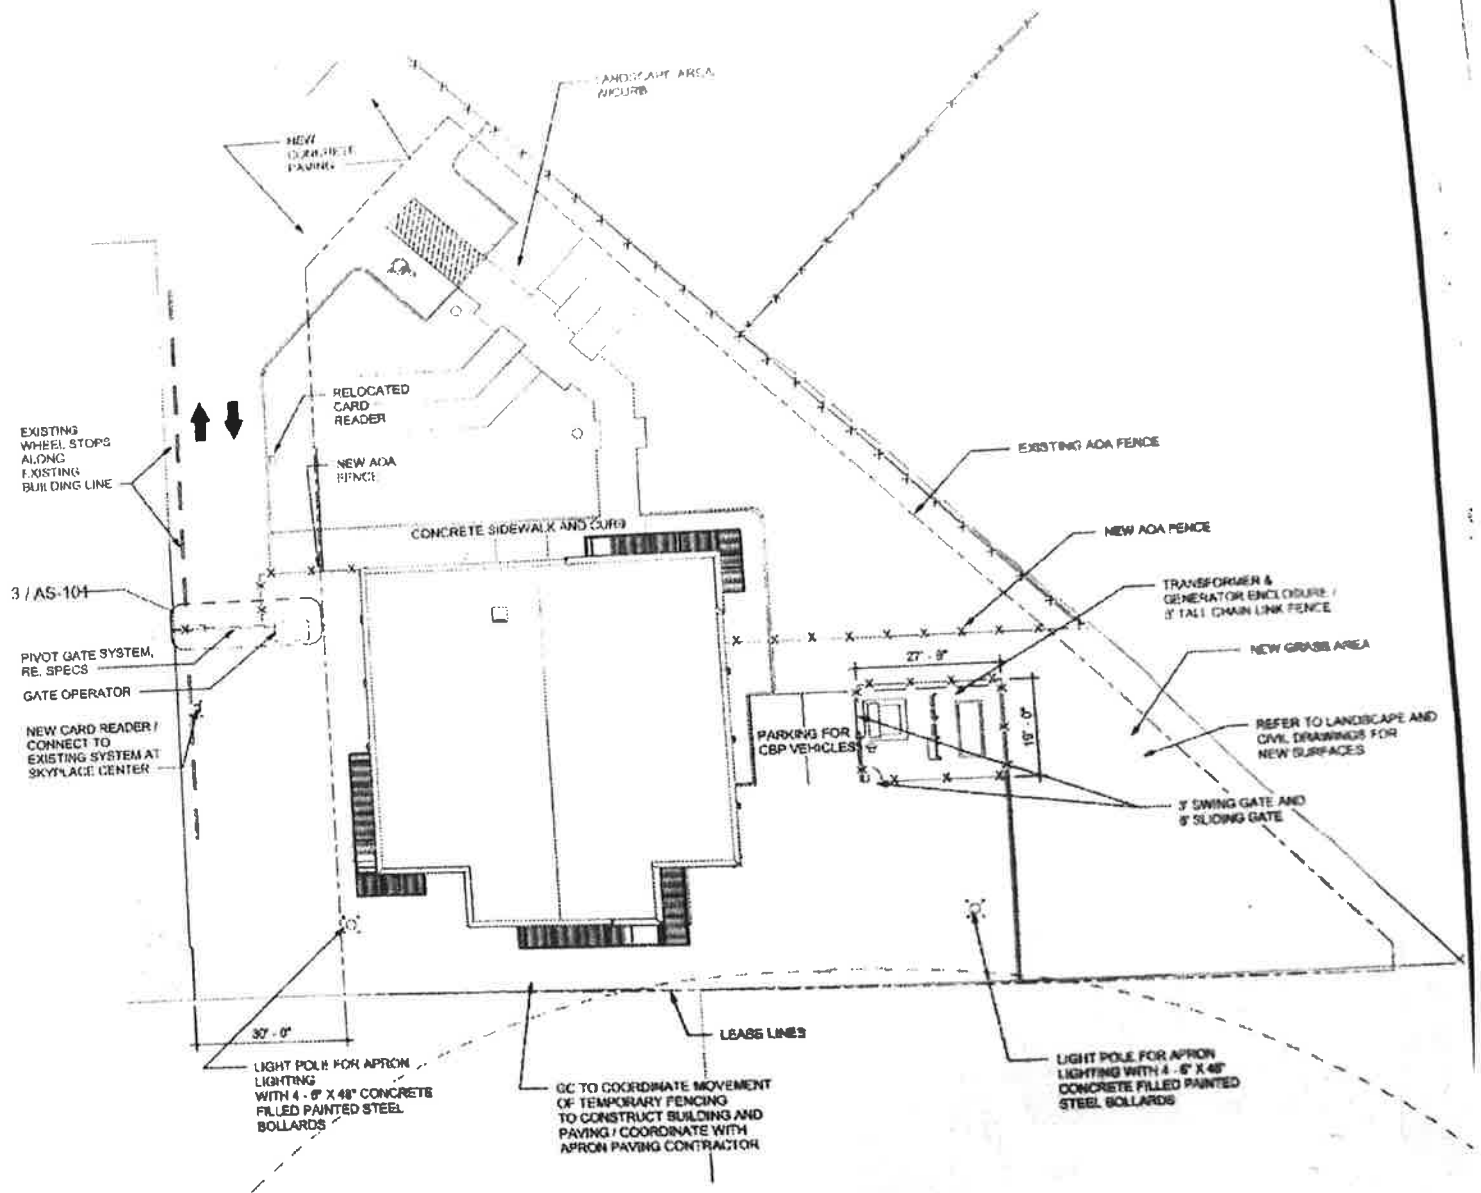 LANDSCAPE AREA
W/CURB
NEW
CONCRETE
PAVING
RELOCATED
CARD
READER
EXISTING
WHEEL STOPS
ALONG
EXISTING
BUILDING LINE
NEW AOA
FENCE
EXISTING AOA FENCE
CONCRETE SIDEWALK AND CURB
NEW AOA FENCE
3 / AS-101
TRANSFORMER &
GENERATOR ENCLOSURE /
8' TALL CHAIN LINK FENCE
PIVOT GATE SYSTEM,
RE. SPECS
GATE OPERATOR
27' - 9"
NEW GRASS AREA
19' - 0"
NEW CARD READER /
CONNECT TO
EXISTING SYSTEM AT
SKYPLACE CENTER
PARKING FOR
CBP VEHICLES
REFER TO LANDSCAPE AND
CIVIL DRAWINGS FOR
NEW SURFACES
3' SWING GATE AND
6' SLIDING GATE
30' - 0"
LEASE LINES
LIGHT POLE FOR APRON
LIGHTING
WITH 4 - 6" X 48" CONCRETE
FILLED PAINTED STEEL
BOLLARDS
GC TO COORDINATE MOVEMENT
OF TEMPORARY FENCING
TO CONSTRUCT BUILDING AND
PAVING / COORDINATE WITH
APRON PAVING CONTRACTOR
LIGHT POLE FOR APRON
LIGHTING WITH 4 - 6" X 48"
CONCRETE FILLED PAINTED
STEEL BOLLARDS